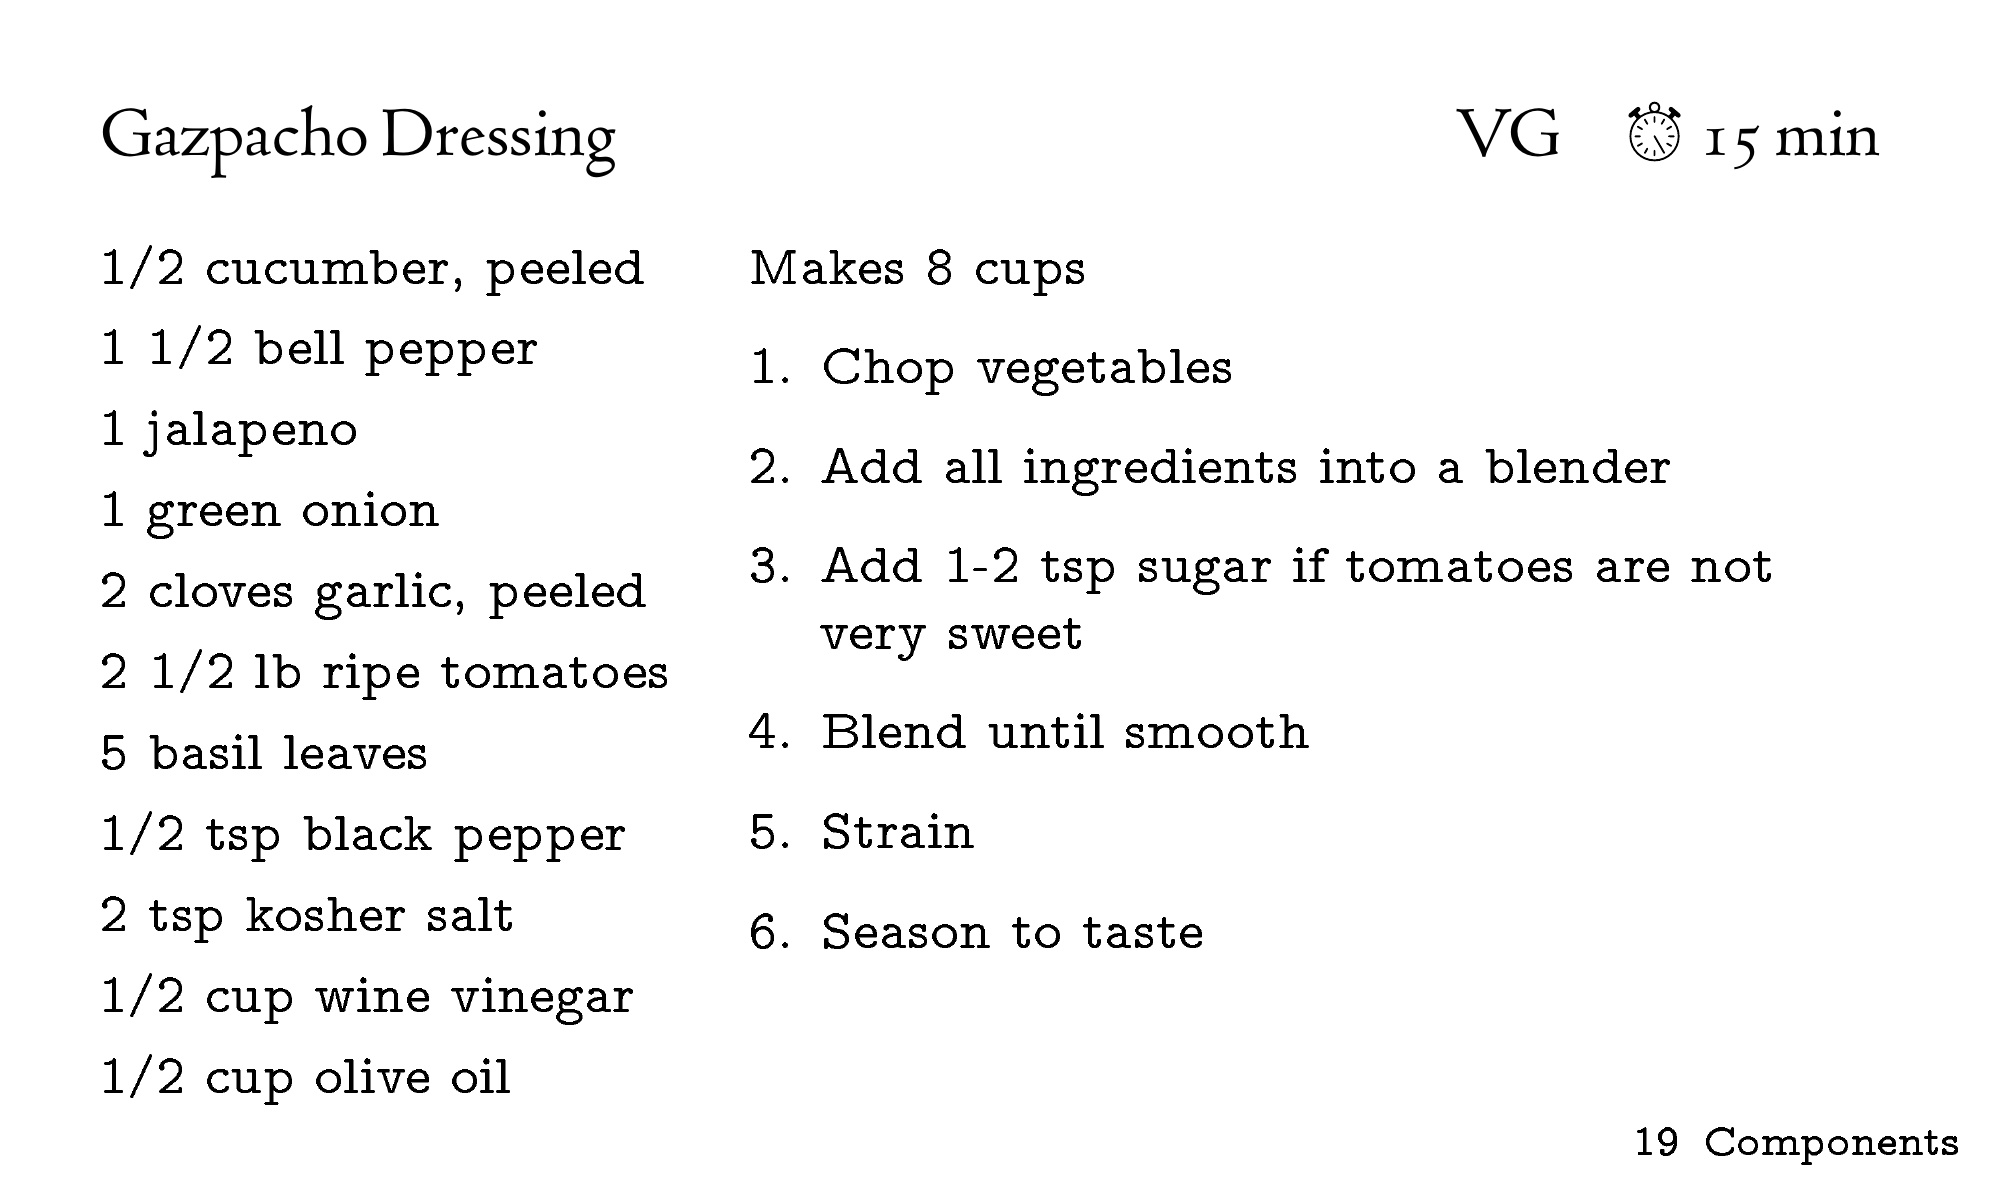 Gazpacho Dressing
VG 15 min
1/2 cucumber, peeled
1 1/2 bell pepper
1 jalapeno
1 green onion
2 cloves garlic, peeled
2 1/2 lb ripe tomatoes
5 basil leaves
1/2 tsp black pepper
2 tsp kosher salt
1/2 cup wine vinegar
1/2 cup olive oil
Makes 8 cups
1. Chop vegetables
2. Add all ingredients into a blender
3. Add 1-2 tsp sugar if tomatoes are not
very sweet
4. Blend until smooth
5. Strain
6. Season to taste
19 Components